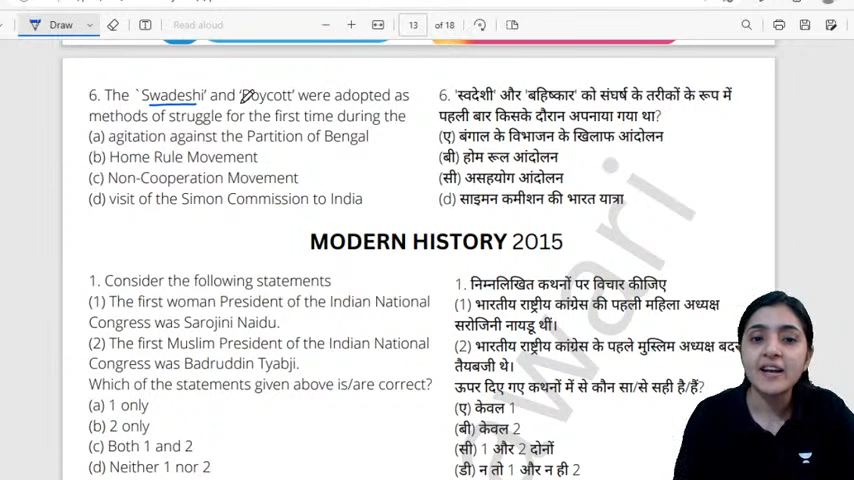 Draw
Read aloud
13 of 18
6. The `Swadeshi' and 'Boycott' were adopted as
methods of struggle for the first time during the
(a) agitation against the Partition of Bengal
(b) Home Rule Movement
(c) Non-Cooperation Movement
(d) visit of the Simon Commission to India
6. 'स्वदेशी' और 'बहिष्कार' को संघर्ष के तरीकों के रूप में
पहली बार किसके दौरान अपनाया गया था?
(ए) बंगाल के विभाजन के खिलाफ आंदोलन
(बी) होम रूल आंदोलन
(सी) असहयोग आंदोलन
(d) साइमन कमीशन की भारत यात्रा
MODERN HISTORY 2015
1. Consider the following statements
(1) The first woman President of the Indian National
Congress was Sarojini Naidu.
(2) The first Muslim President of the Indian National
Congress was Badruddin Tyabji.
Which of the statements given above is/are correct?
(a) 1 only
(b) 2 only
(c) Both 1 and 2
(d) Neither 1 nor 2
1. निम्नलिखित कथनों पर विचार कीजिए
(1) भारतीय राष्ट्रीय कांग्रेस की पहली महिला अध्यक्ष
सरोजिनी नायडू थीं।
(2) भारतीय राष्ट्रीय कांग्रेस के पहले मुस्लिम अध्यक्ष
तैयबजी थे।
ऊपर दिए गए कथनों में से कौन सा/से सही है/हैं?
(ए) केवल 1
(बी) केवल 2
(सी) 1 और 2 दोनों
(डी) न तो 1 और न ही 2